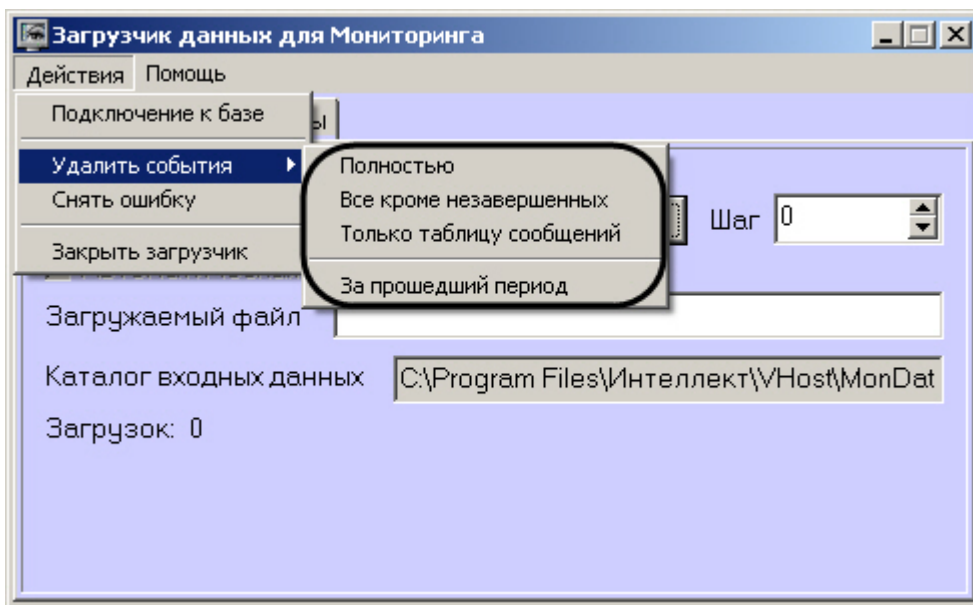 Загрузчик данных для Мониторинга
Действия Помощь
Подключение к базе
ы
Удалить события
Полностью
Снять ошибку
Все кроме незавершенных
Шаг 0
Только таблицу сообщений
Закрыть загрузчик
За прошедший период
Загружаемый файл
Каталог входных данных C:\Program Files\Интеллект\VHost\MonDat
Загрузок: 0